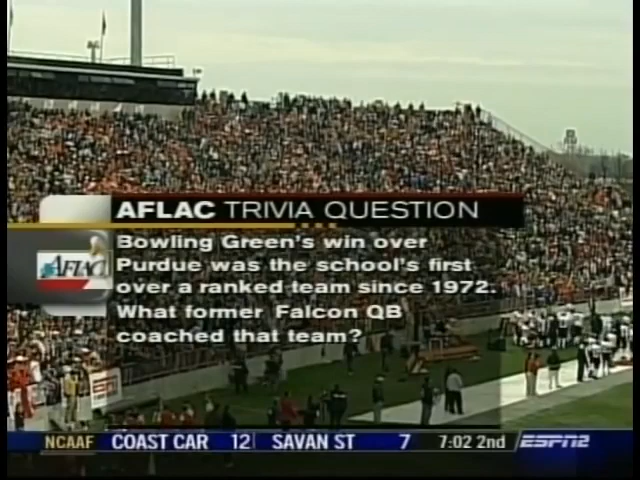 AFLAC TRIVIA QUESTION
AFLAC
Bowling Green's win over
Purdue was the school's first
over a ranked team since 1972.
What former Falcon QB
coached that team?
NCAAF COAST CAR 12 SAVAN ST 7 7:02 2nd ESPN2